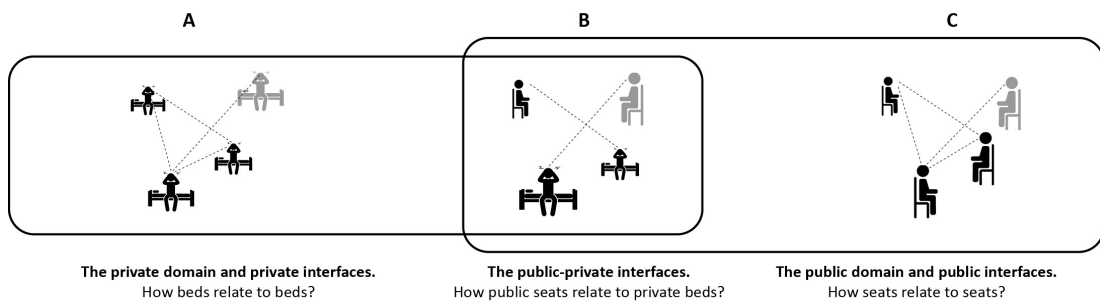 A
B
C
The private domain and private interfaces.
How beds relate to beds?
The public-private interfaces.
How public seats relate to private beds?
The public domain and public interfaces.
How seats relate to seats?